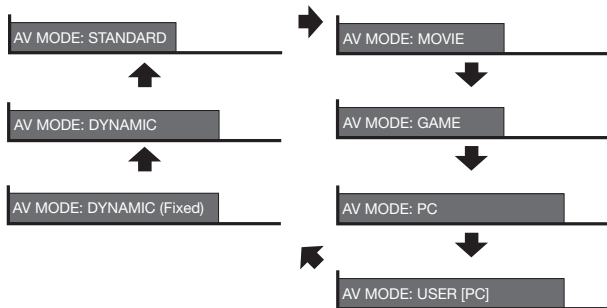 AV MODE: STANDARD
AV MODE: MOVIE
AV MODE: DYNAMIC
AV MODE: GAME
AV MODE: DYNAMIC (Fixed)
AV MODE: PC
AV MODE: USER [PC]